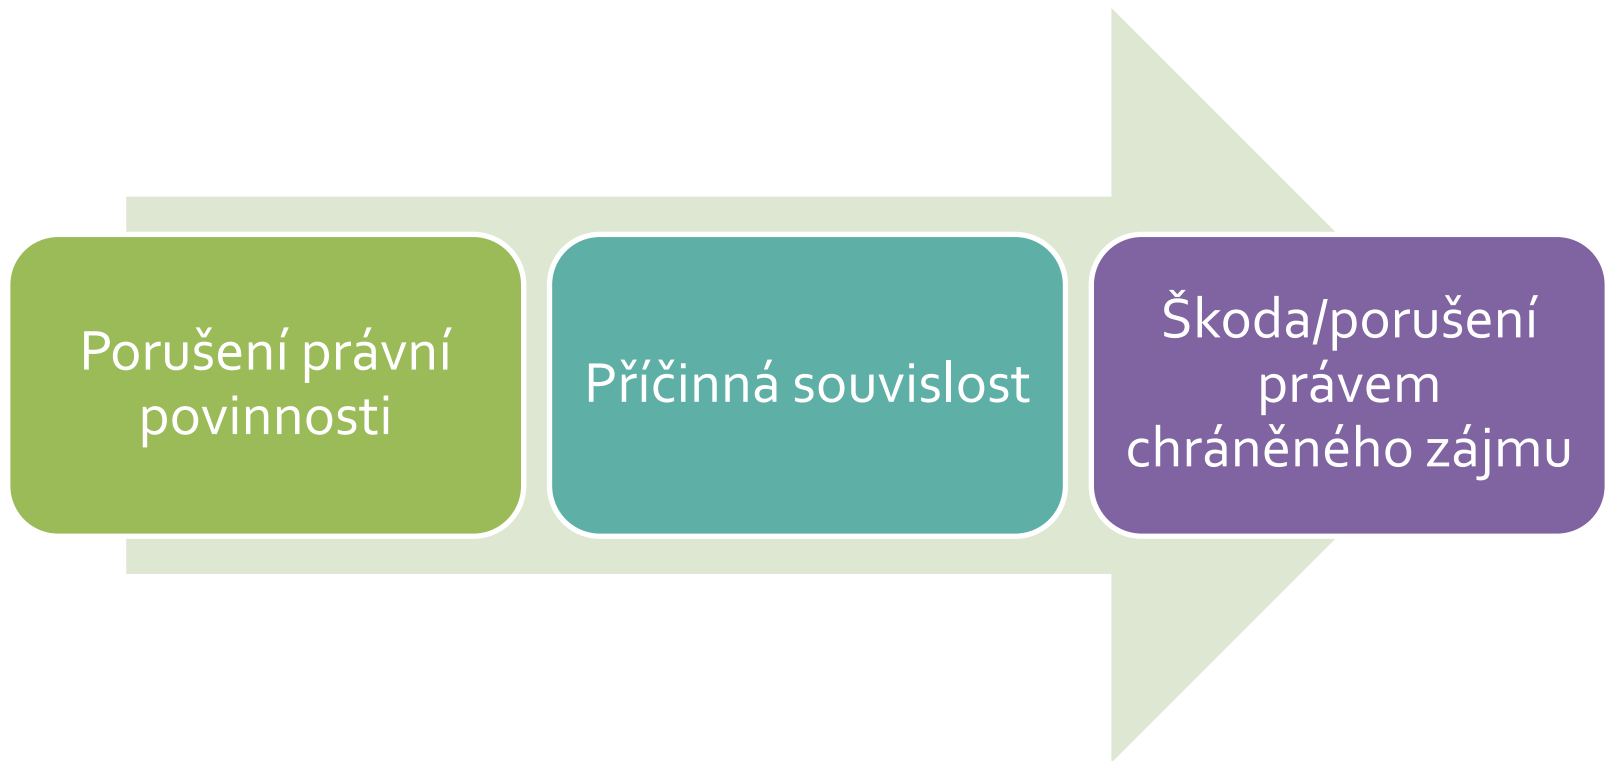 Porušení právní
povinnosti
Příčinná souvislost
Škoda/porušení
právem
chráněného zájmu